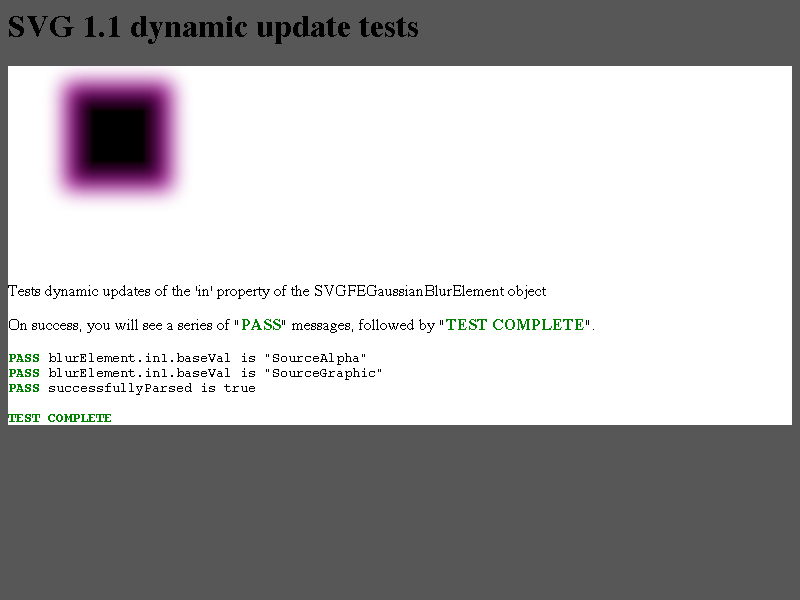 SVG 1.1 dynamic update tests
Tests dynamic updates of the 'in' property of the SVGFEGaussianBlurElement object
On success, you will see a series of "PASS" messages, followed by "TEST COMPLETE".
PASS blurElement.in1.baseVal is "SourceAlpha"
PASS blurElement.in1.baseVal is "SourceGraphic"
PASS successfullyParsed is true
TEST COMPLETE